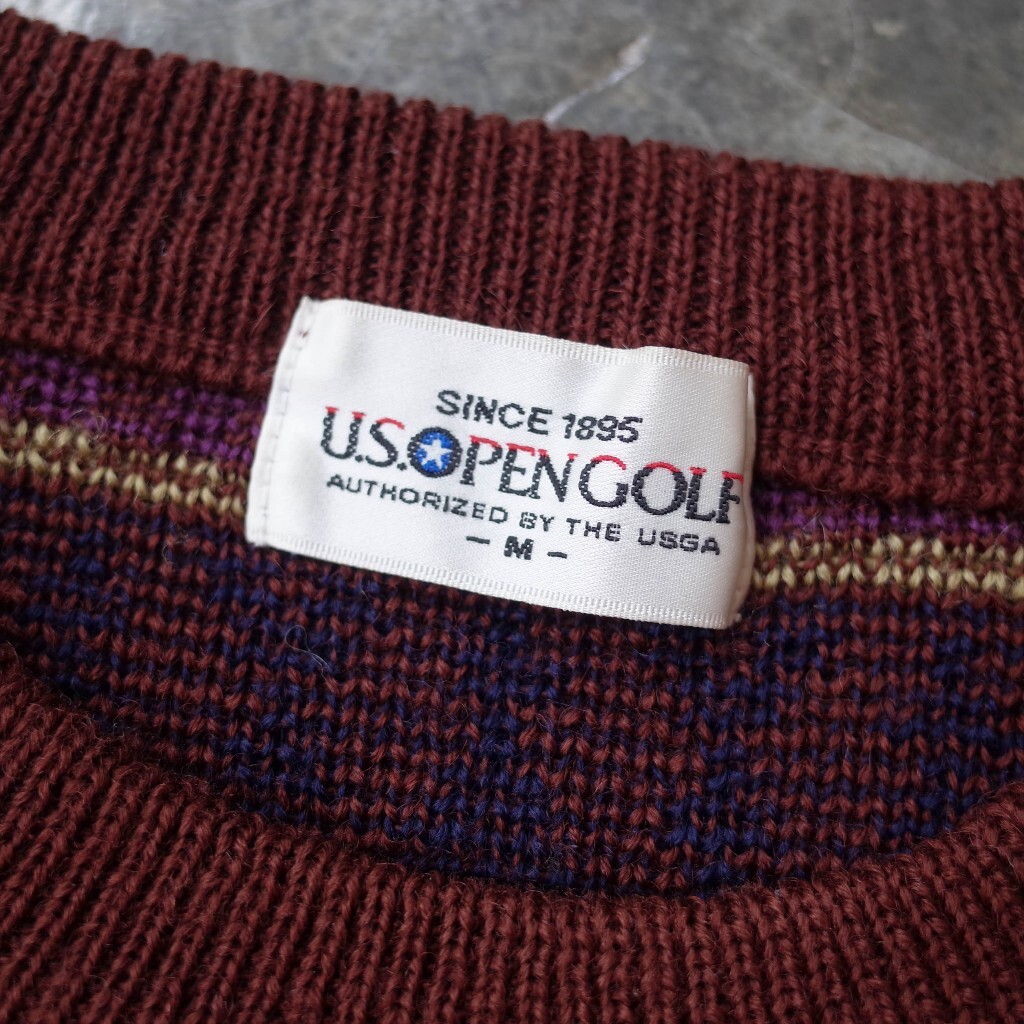 SINCE 1895
U.S.OPENGOLF
AUTHORIZED BY THE USGA
- M -